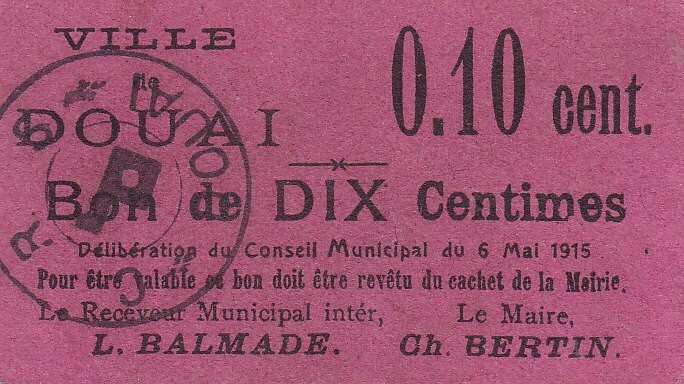 VILLE
de
DOUAI
0.10 cent.
Bon de DIX Centimes
Délibération du Conseil Municipal du 6 Mai 1915
Pour être valable ce bon doit être revêtu du cachet de la Mairie.
Le Receveur Municipal intér,
L. BALMADE.
Le Maire,
Ch. BERTIN.